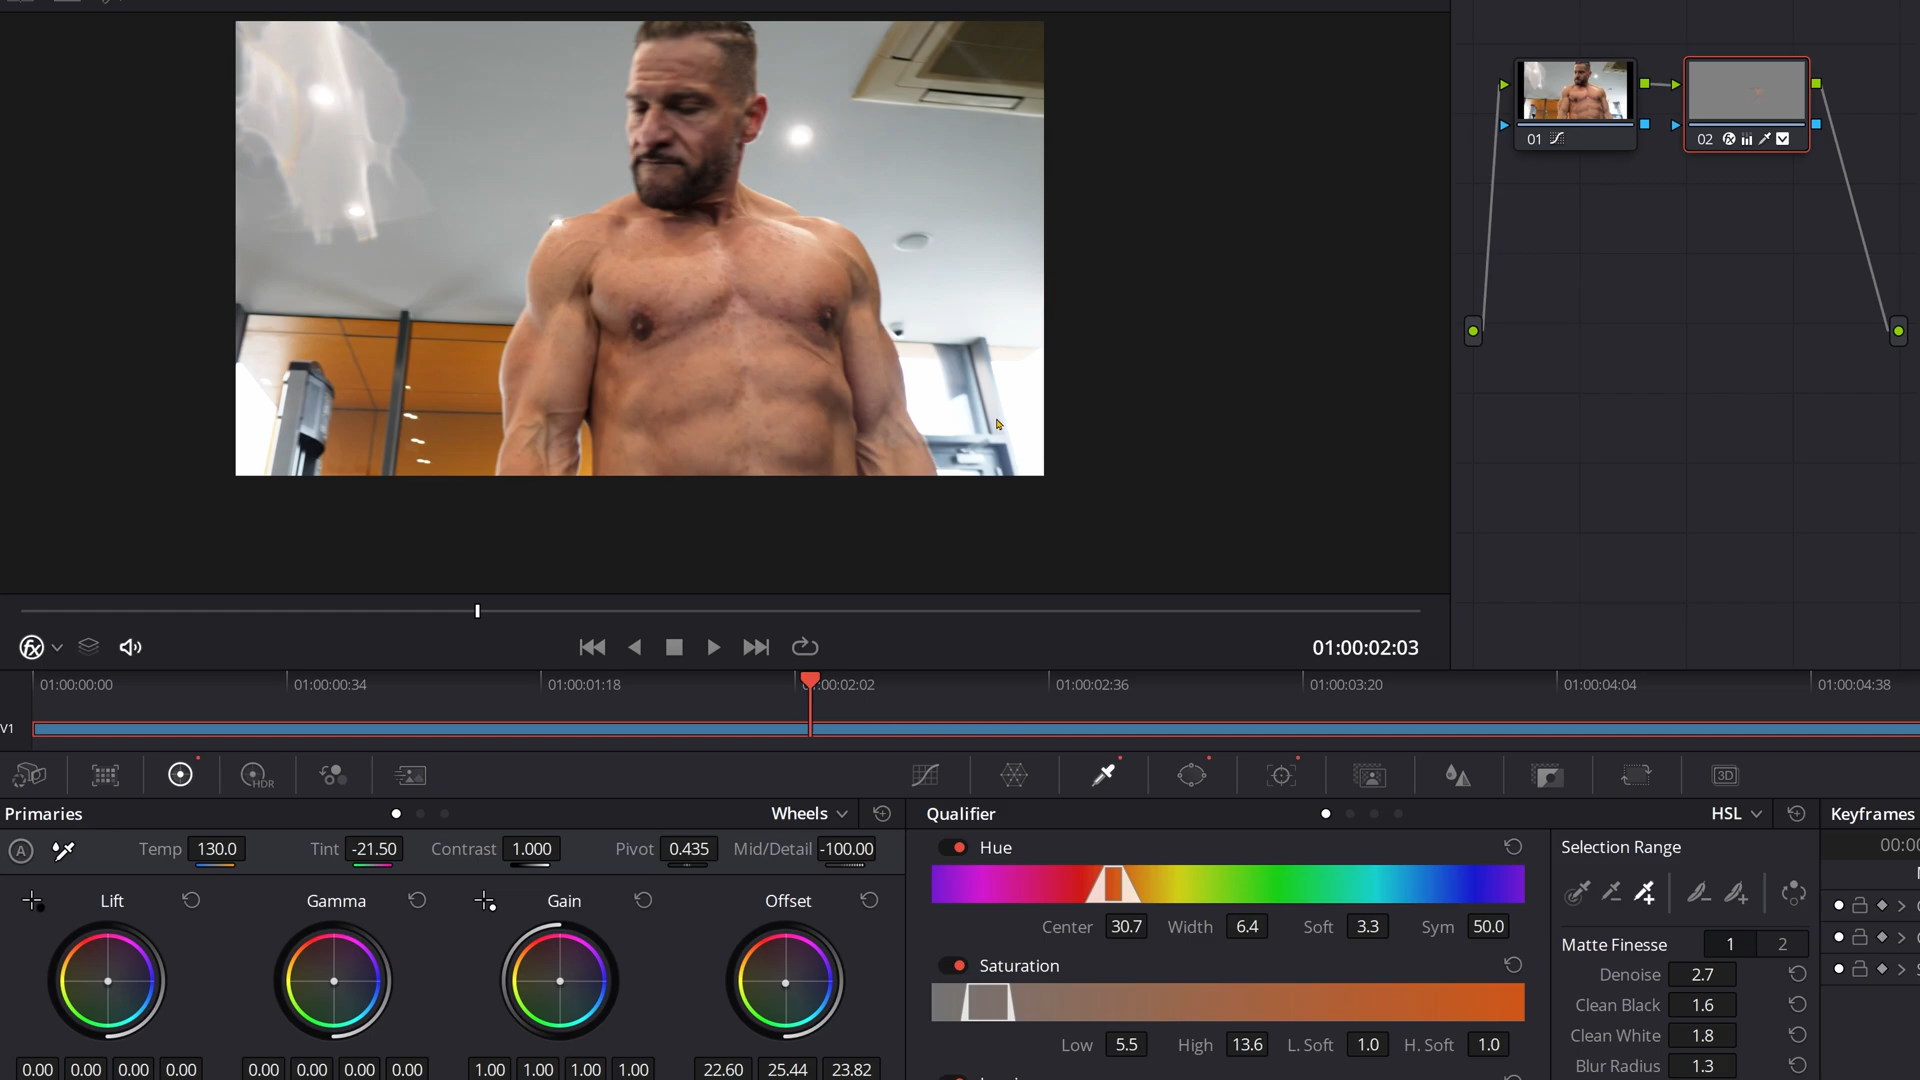 01
02
01:00:02:03
01:00:00:00
01:00:00:34
01:00:01:18
01:00:02:02
01:00:02:36
01:00:03:20
01:00:04:04
01:00:04:38
V1
HDR
3D
Primaries
Wheels
Qualifier
HSL
Keyframes
A
Temp 130.0
Tint -21.50
Contrast 1.000
Pivot 0.435
Mid/Detail -100.00
Hue
Selection Range
Lift
Gamma
Gain
Offset
Center 30.7
Width 6.4
Soft 3.3
Sym 50.0
Matte Finesse 1 2
Saturation
Denoise 2.7
Clean Black 1.6
Clean White 1.8
Low 5.5
High 13.6
L. Soft 1.0
H. Soft 1.0
Blur Radius 1.3
0.00 0.00 0.00 0.00
0.00 0.00 0.00 0.00
1.00 1.00 1.00 1.00
22.60 25.44 23.82